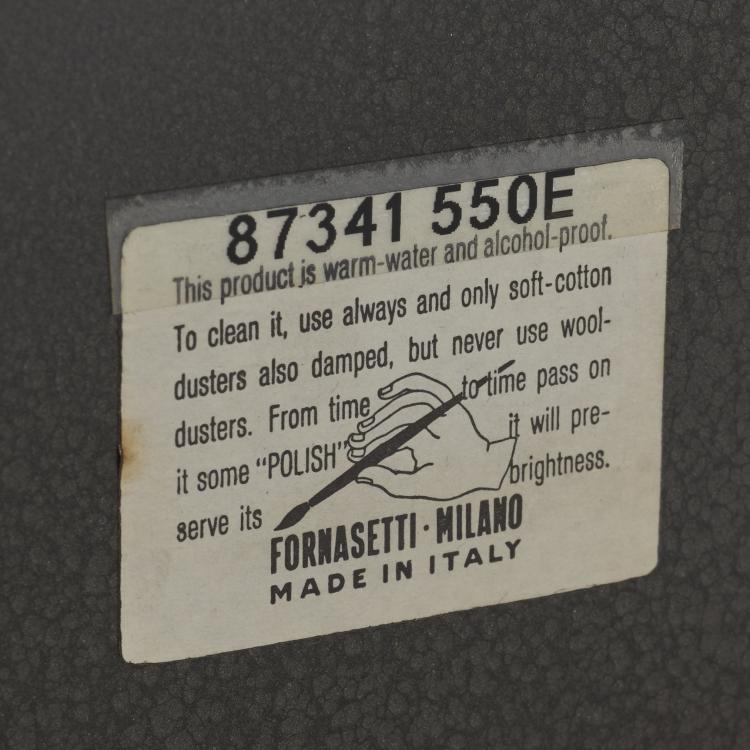 87341 550E
This product is warm-water and alcohol-proof.
To clean it, use always and only soft-cotton
dusters also damped, but never use wool-
dusters. From time to time pass on
it some “POLISH” it will pre-
serve its brightness.
FORNASETTI · MILANO
MADE IN ITALY